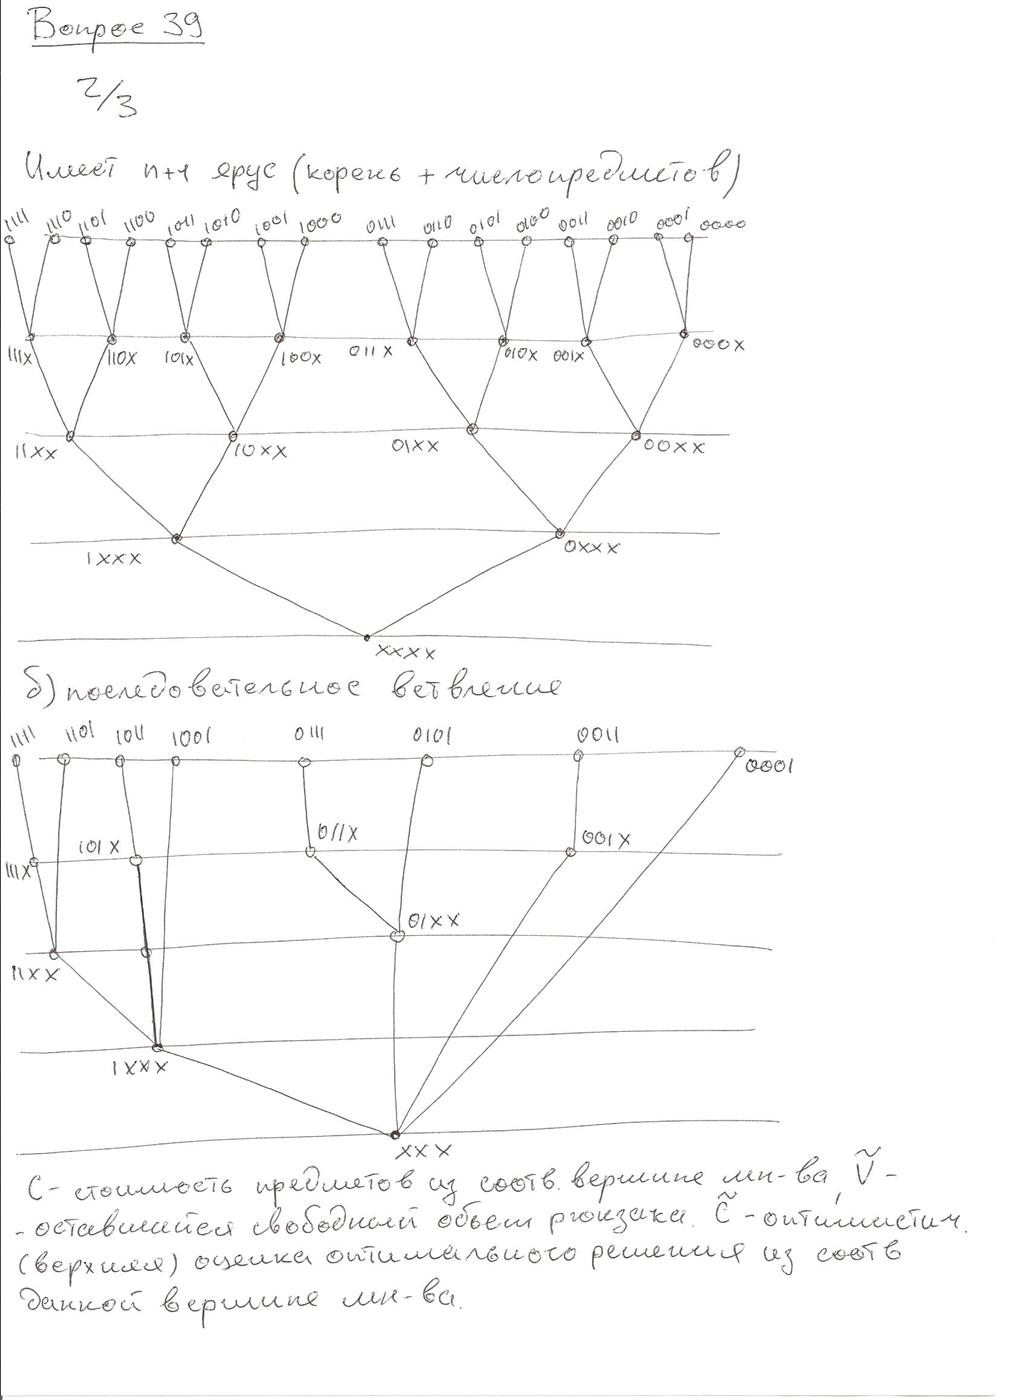 Вопрос 39
2/3
Имеет n+1 ярус (корень + число предметов)
1111 1110 1101 1100 1011 1010 1001 1000 0111 0110 0101 0100 0011 0010 0001 0000
111X 110X 101X 100X 011X 010X 001X 000X
11XX 10XX 01XX 00XX
1XXX 0XXX
XXXX
б) последовательное ветвление
1111 1101 1011 1001 0111 0101 0011 0001
111X 101X 011X 001X
11XX 01XX
1XXX
XXX
C - стоимость предметов из соотв. вершине мн-ва, Ṽ -
- оставшийся свободный объем рюкзака. C̃ - оптимистич.
(верхняя) оценка оптимального решения из соотв
данной вершине мн-ва.